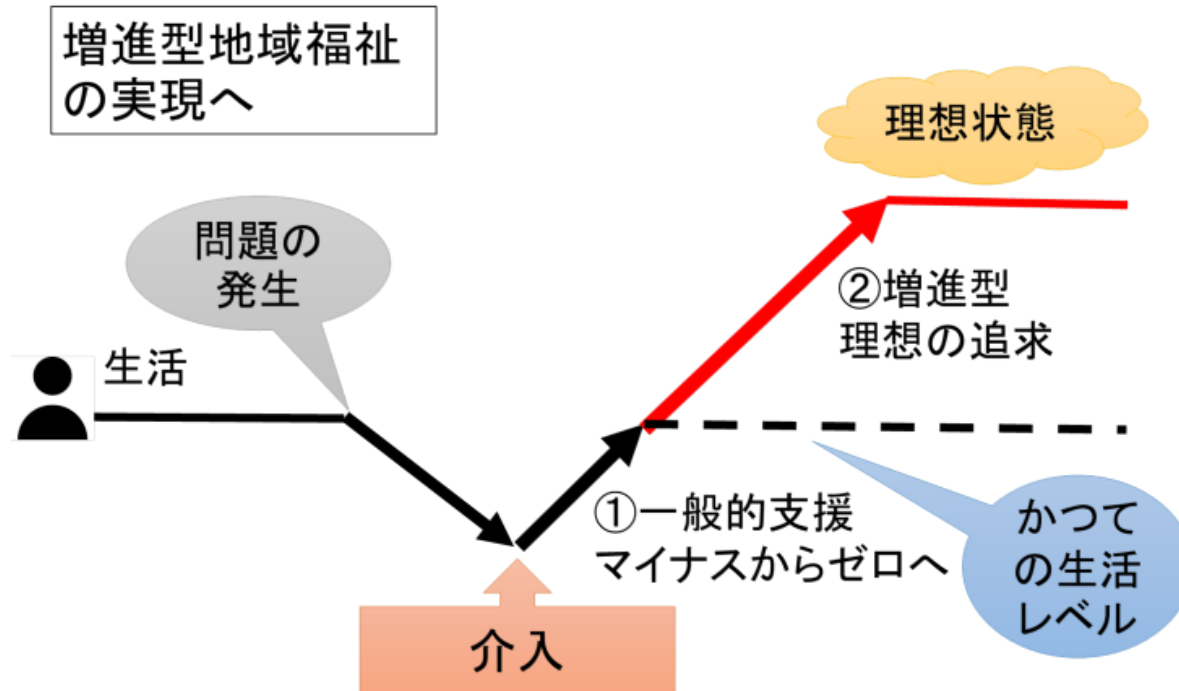 増進型地域福祉
の実現へ
理想状態
問題の
発生
生活
②増進型
理想の追求
①一般的支援
マイナスからゼロへ
かつて
の生活
レベル
介入